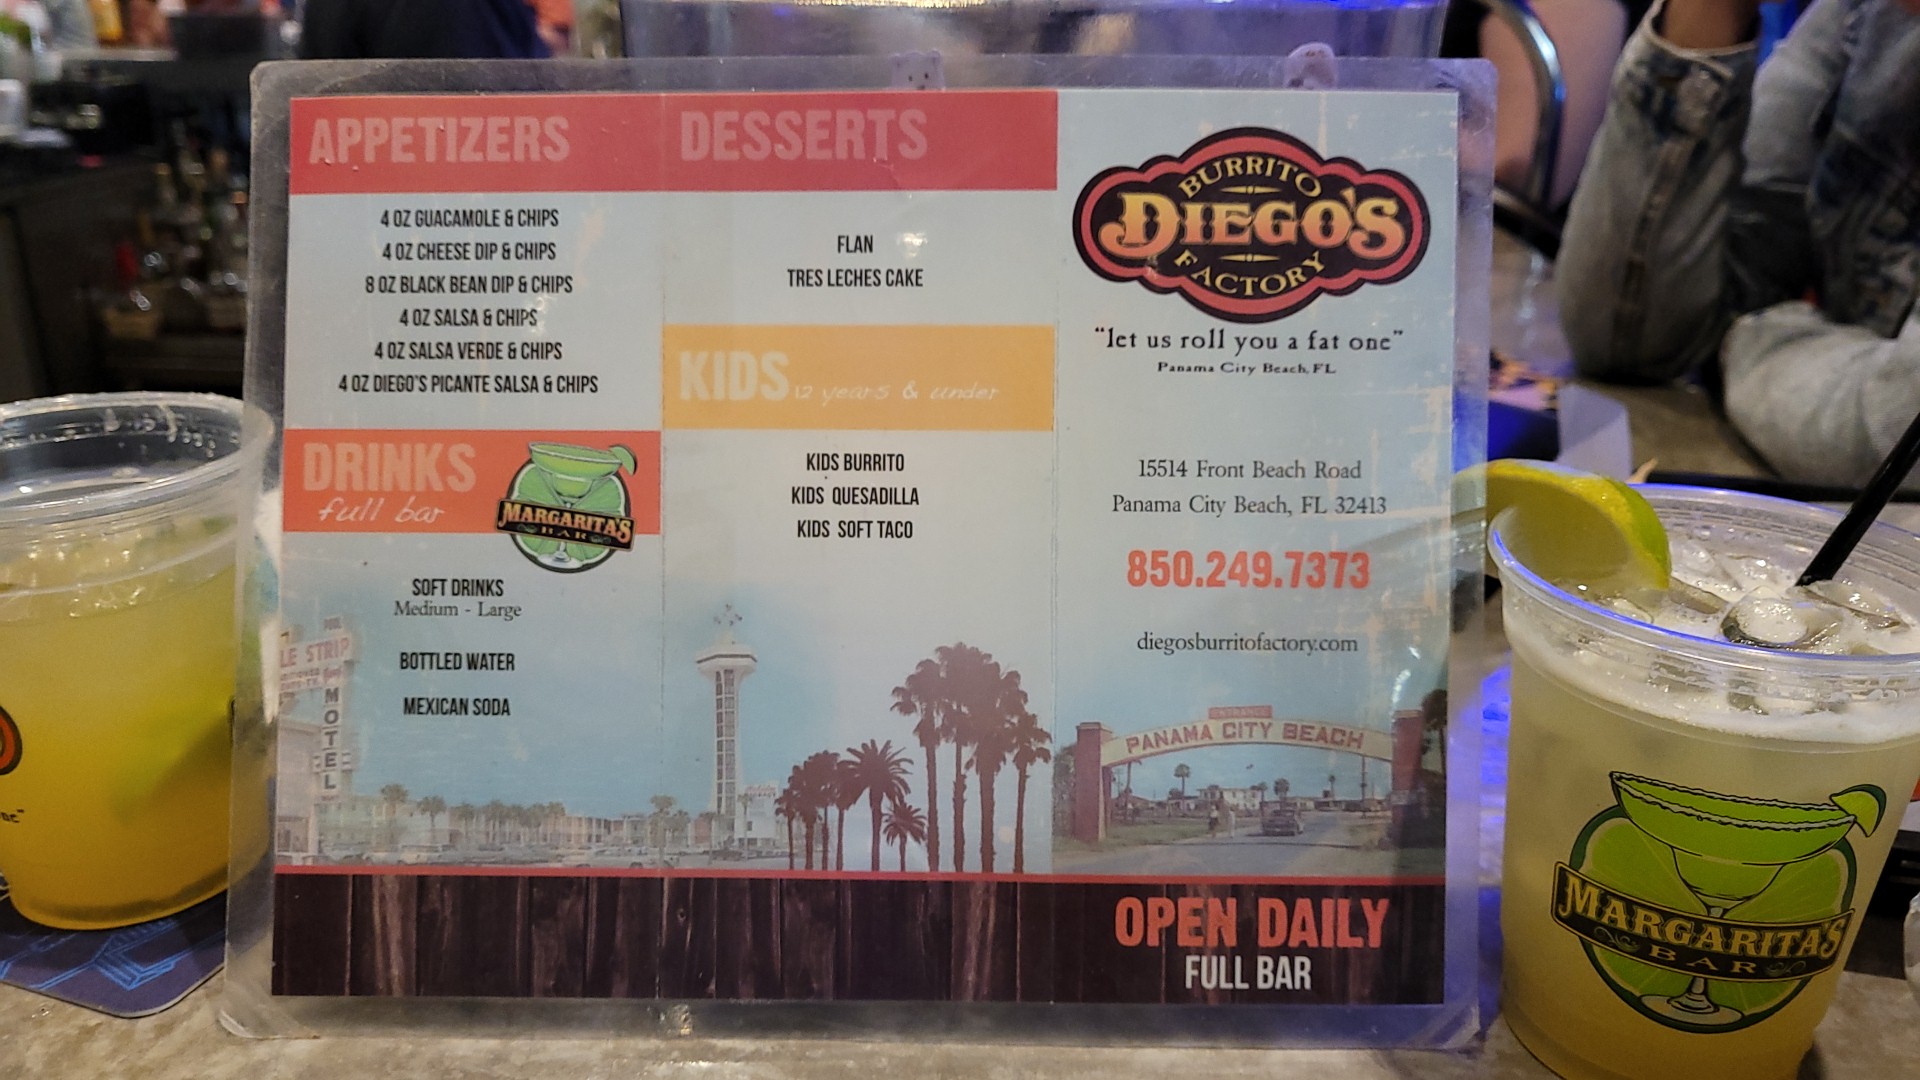 APPETIZERS
4 OZ GUACAMOLE & CHIPS
4 OZ CHEESE DIP & CHIPS
8 OZ BLACK BEAN DIP & CHIPS
4 OZ SALSA & CHIPS
4 OZ SALSA VERDE & CHIPS
4 OZ DIEGO'S PICANTE SALSA & CHIPS
DRINKS
full bar
MARGARITA'S
BAR
SOFT DRINKS
Medium - Large
BOTTLED WATER
MEXICAN SODA
LE STRIP
MOTEL
DESSERTS
FLAN
TRES LECHES CAKE
KIDS 12 years & under
KIDS BURRITO
KIDS QUESADILLA
KIDS SOFT TACO
BURRITO
DIEGO'S
FACTORY
"let us roll you a fat one"
Panama City Beach, FL
15514 Front Beach Road
Panama City Beach, FL 32413
850.249.7373
diegosburritofactory.com
ENTRANCE
PANAMA CITY BEACH
OPEN DAILY
FULL BAR
MARGARITA'S
BAR